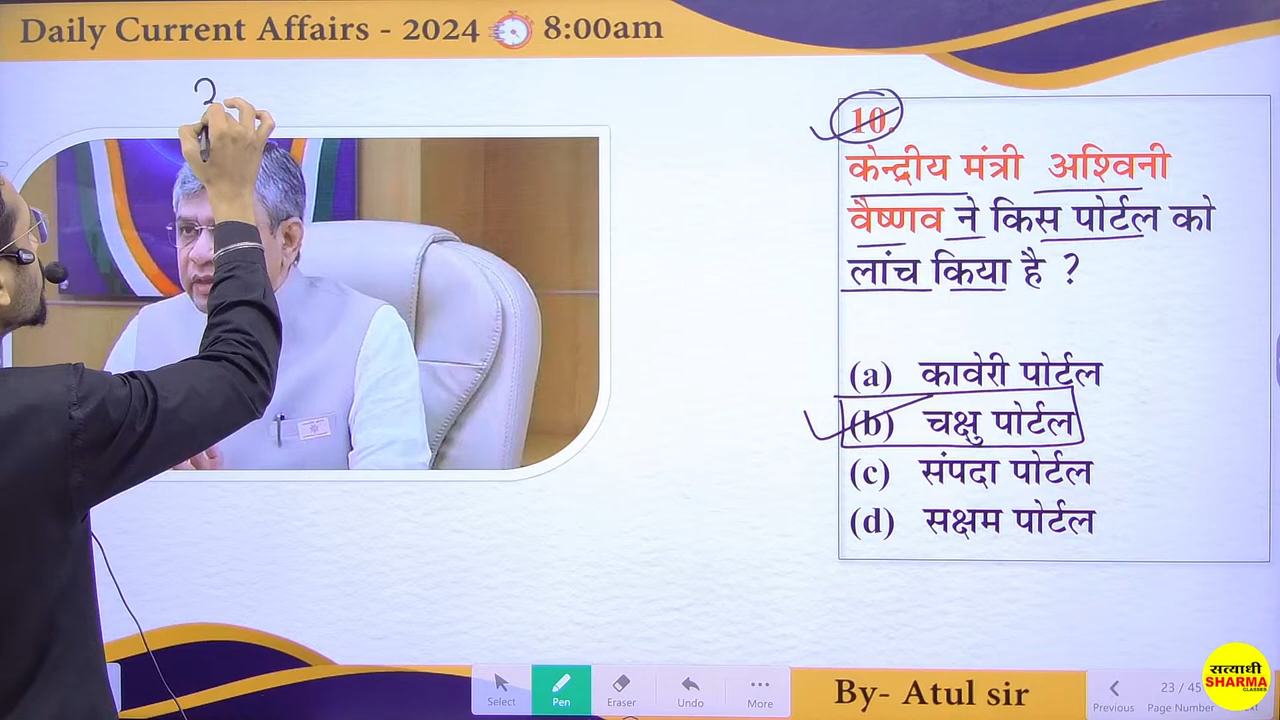 Daily Current Affairs - 2024 8:00am
2
10.
केन्द्रीय मंत्री अश्विनी
वैष्णव ने किस पोर्टल को
लांच किया है ?
(a) कावेरी पोर्टल
(b) चक्षु पोर्टल
(c) संपदा पोर्टल
(d) सक्षम पोर्टल
Select Pen Eraser Undo More
By- Atul sir
23 / 45
Previous Page Number
सत्याधी
SHARMA
CLASSES